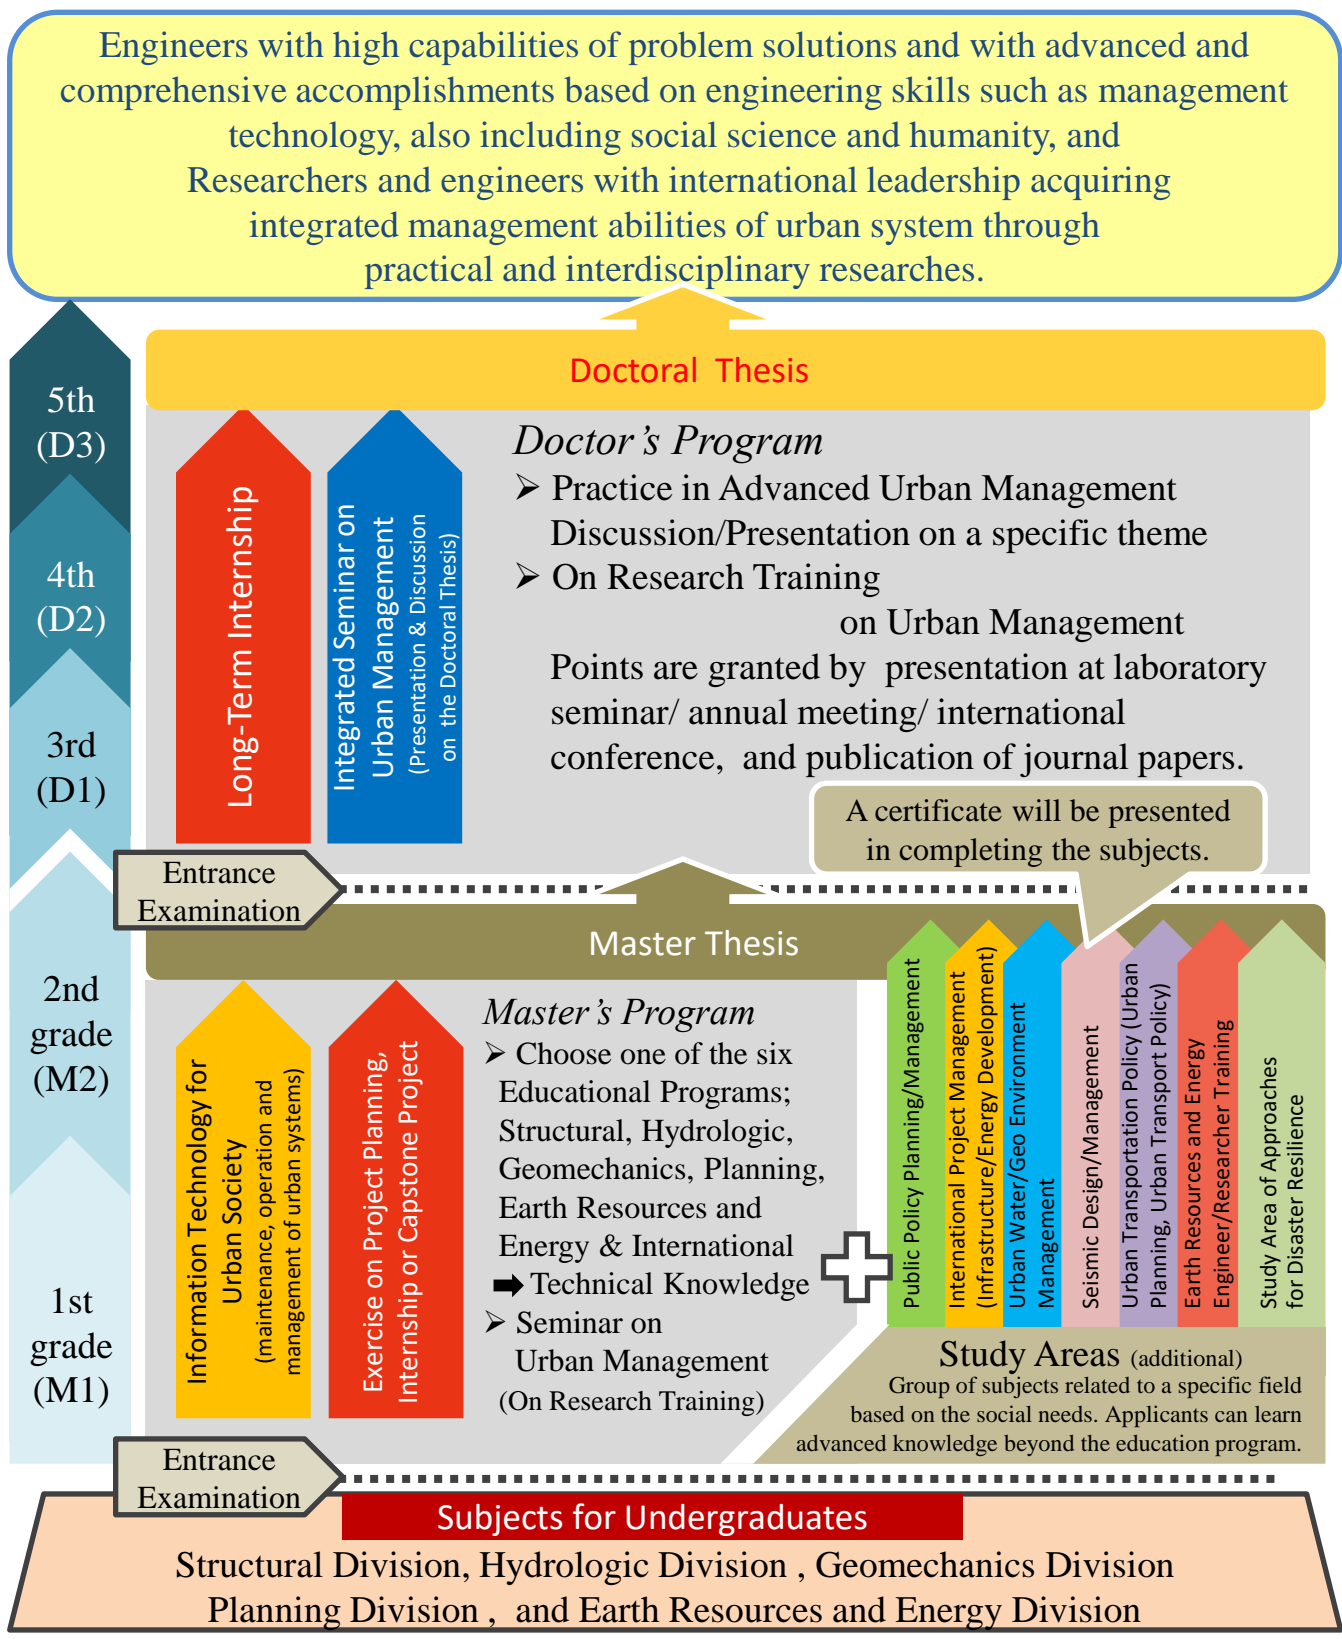 Engineers with high capabilities of problem solutions and with advanced and
comprehensive accomplishments based on engineering skills such as management
technology, also including social science and humanity, and
Researchers and engineers with international leadership acquiring
integrated management abilities of urban system through
practical and interdisciplinary researches.
5th
(D3)
4th
(D2)
3rd
(D1)
2nd
grade
(M2)
1st
grade
(M1)
Doctoral Thesis
Long-Term Internship
Integrated Seminar on
Urban Management
(Presentation & Discussion
on the Doctoral Thesis)
Doctor's Program
➢ Practice in Advanced Urban Management
Discussion/Presentation on a specific theme
➢ On Research Training
on Urban Management
Points are granted by presentation at laboratory
seminar/ annual meeting/ international
conference, and publication of journal papers.
A certificate will be presented
in completing the subjects.
Entrance
Examination
Master Thesis
Information Technology for
Urban Society
(maintenance, operation and
management of urban systems)
Exercise on Project Planning,
Internship or Capstone Project
Master's Program
➢ Choose one of the six
Educational Programs;
Structural, Hydrologic,
Geomechanics, Planning,
Earth Resources and
Energy & International
➡ Technical Knowledge
➢ Seminar on
Urban Management
(On Research Training)
Public Policy Planning/Management
International Project Management
(Infrastructure/Energy Development)
Urban Water/Geo Environment
Management
Seismic Design/Management
Urban Transportation Policy (Urban
Planning, Urban Transport Policy)
Earth Resources and Energy
Engineer/Researcher Training
Study Area of Approaches
for Disaster Resilience
Study Areas (additional)
Group of subjects related to a specific field
based on the social needs. Applicants can learn
advanced knowledge beyond the education program.
Entrance
Examination
Subjects for Undergraduates
Structural Division, Hydrologic Division , Geomechanics Division
Planning Division , and Earth Resources and Energy Division